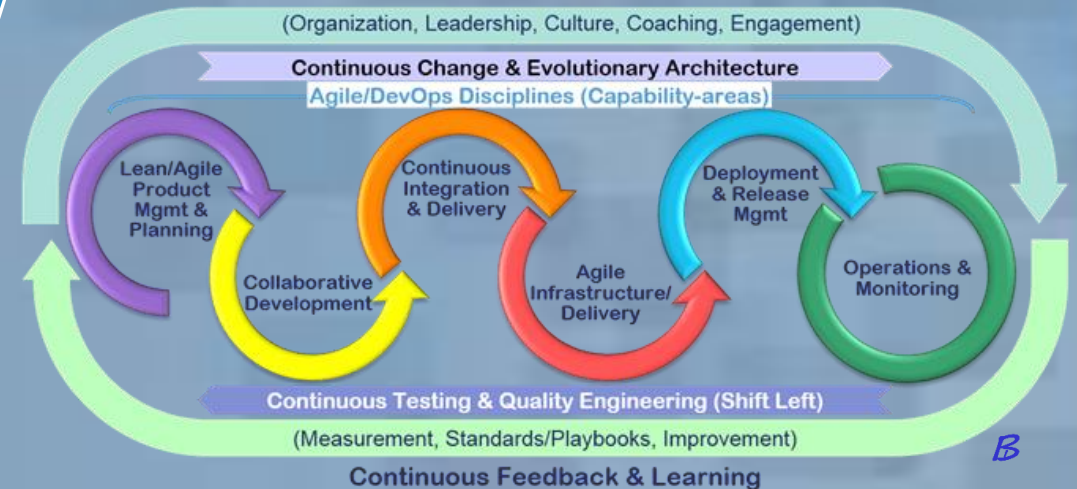 (Organization, Leadership, Culture, Coaching, Engagement)
Continuous Change & Evolutionary Architecture
Agile/DevOps Disciplines (Capability-areas)
Lean/Agile
Product
Mgmt &
Planning
Collaborative
Development
Continuous
Integration
& Delivery
Agile
Infrastructure/
Delivery
Deployment
& Release
Mgmt
Operations &
Monitoring
Continuous Testing & Quality Engineering (Shift Left)
(Measurement, Standards/Playbooks, Improvement)
B
Continuous Feedback & Learning